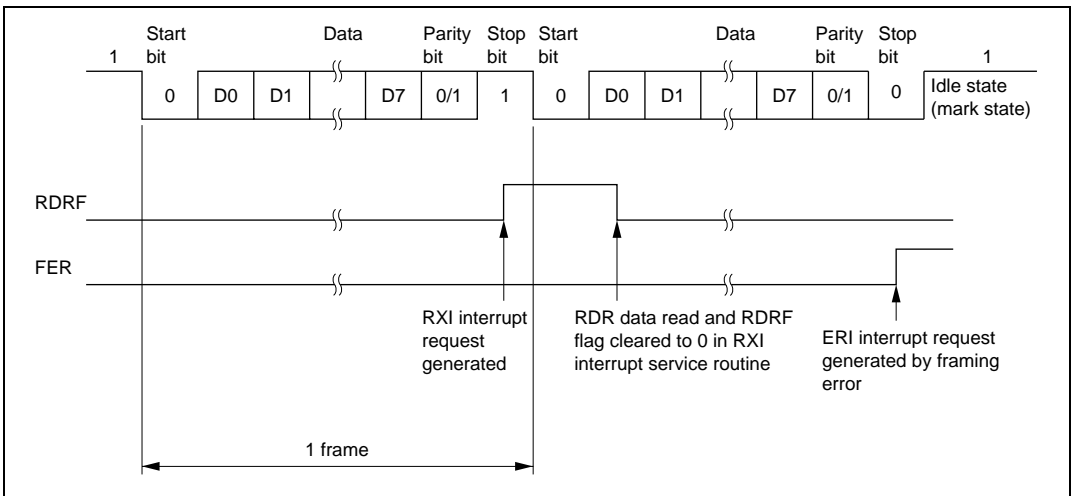 Start Data Parity Stop Start Data Parity Stop
1 bit bit bit bit bit bit 1
0 D0 D1 D7 0/1 1 0 D0 D1 D7 0/1 0 Idle state
(mark state)
RDRF
FER
RXI interrupt
request
generated
RDR data read and RDRF
flag cleared to 0 in RXI
interrupt service routine
ERI interrupt request
generated by framing
error
1 frame